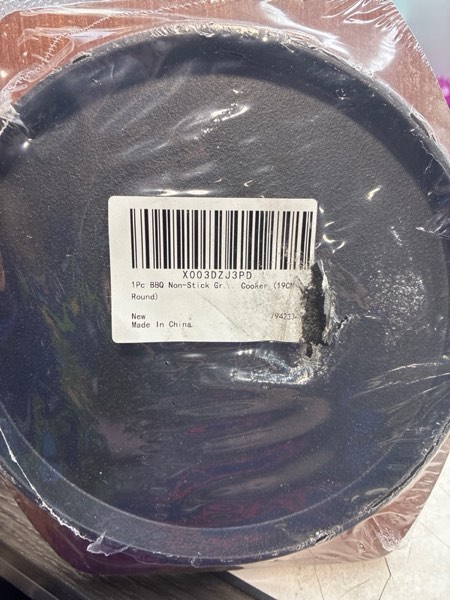 X003DZJ3PD
1Pc BBQ Non-Stick Gr... Cooker (19CM
Round)
New
Made In China